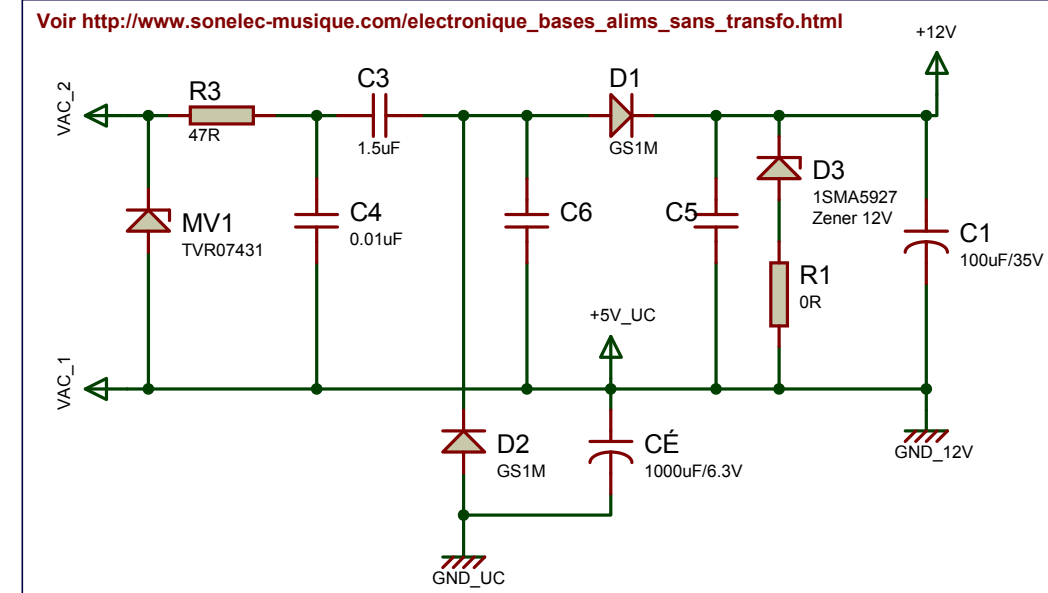 Voir http://www.sonelec-musique.com/electronique_bases_alims_sans_transfo.html
+12V
VAC_2
R3
47R
C3
1.5uF
D1
GS1M
MV1
TVR07431
C4
0.01uF
C6
C5
D3
1SMA5927
Zener 12V
R1
0R
C1
100uF/35V
+5V_UC
VAC_1
D2
GS1M
CÉ
1000uF/6.3V
GND_12V
GND_UC